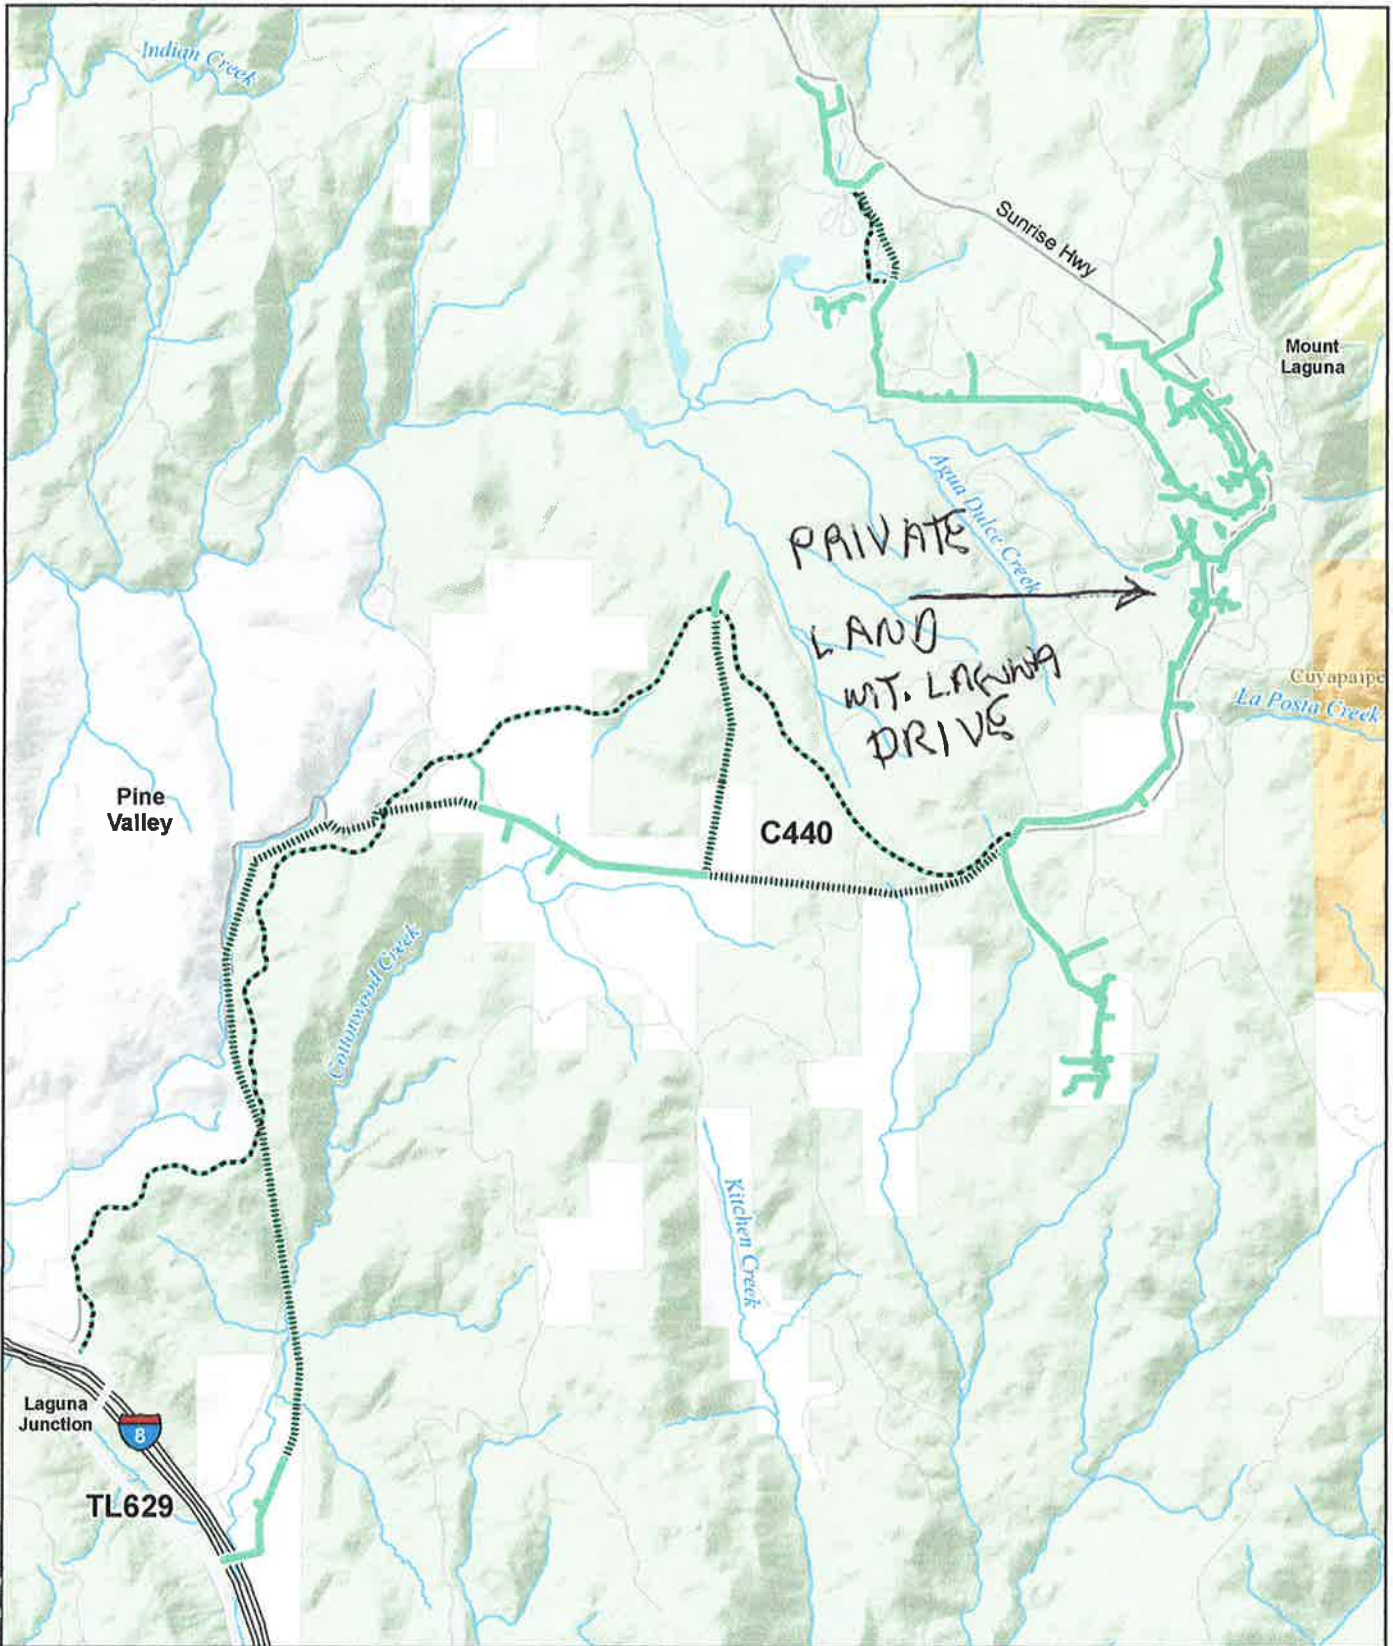 Indian Creek
Sunrise Hwy
Mount
Laguna
Agua Dulce Creek
PRIVATE
LAND
MT. LAGUNA
DRIVE
Cuyapaipe
La Posta Creek
Pine
Valley
C440
Cottonwood Creek
Kitchen Creek
Laguna
Junction
8
TL629